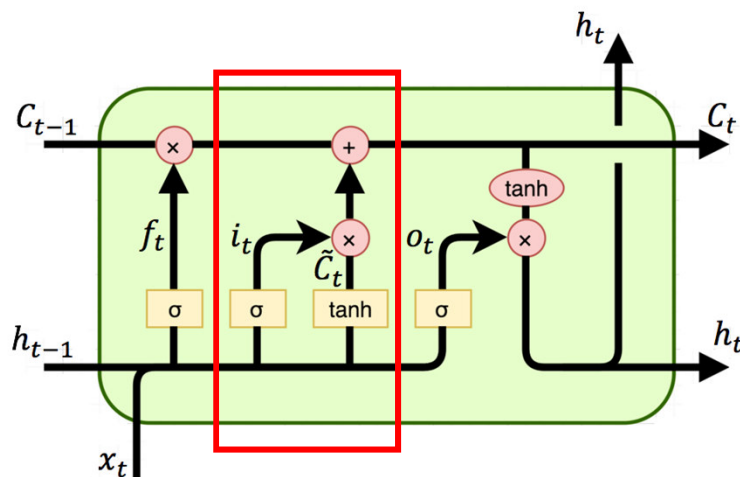 h_t
C_{t-1} × + C_t
tanh
f_t i_t × o_t ×
C̃_t
σ σ tanh σ
h_{t-1} h_t
x_t